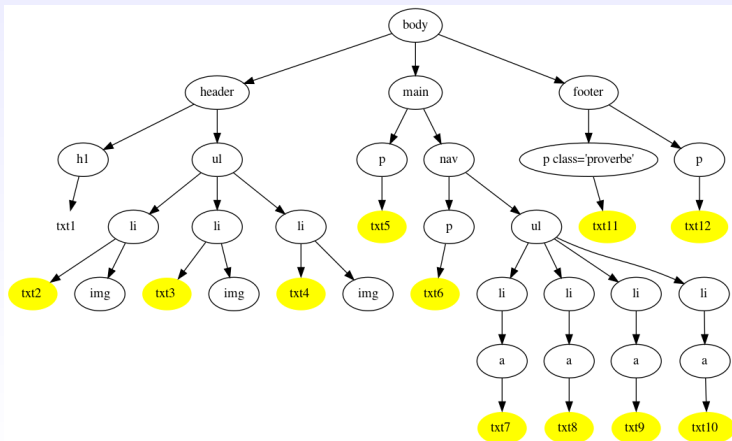 body
header main footer
h1 ul p nav p class='proverbe' p
txt1 li li li txt5 p ul txt11 txt12
txt2 img txt3 img txt4 img txt6 li li li li
a a a a
txt7 txt8 txt9 txt10